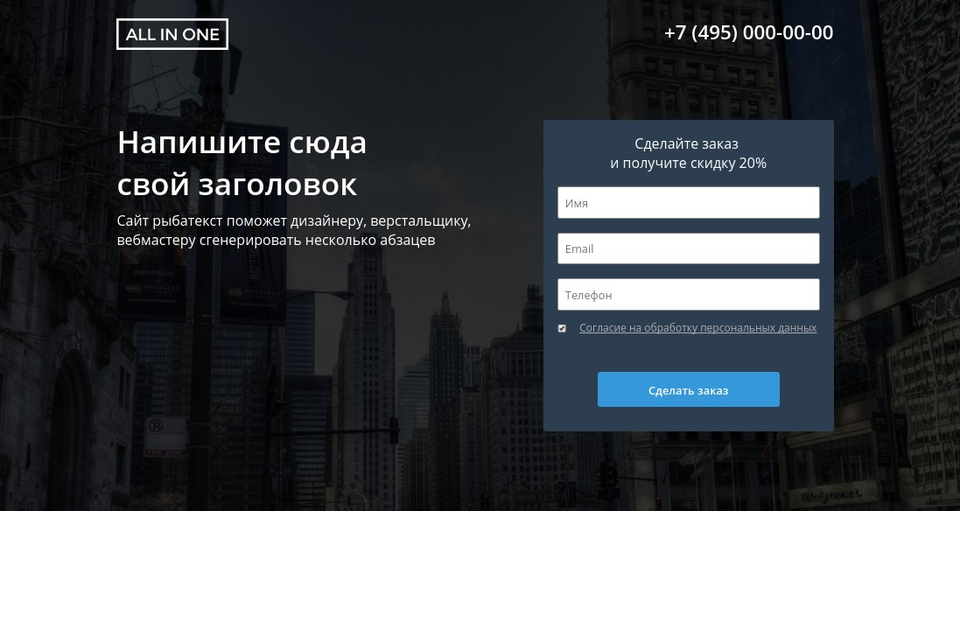 ALL IN ONE
+7 (495) 000-00-00
Напишите сюда
свой заголовок
Сайт рыбатекст поможет дизайнеру, верстальщику,
вебмастеру сгенерировать несколько абзацев
Сделайте заказ
и получите скидку 20%
Имя
Email
Телефон
Согласие на обработку персональных данных
Сделать заказ